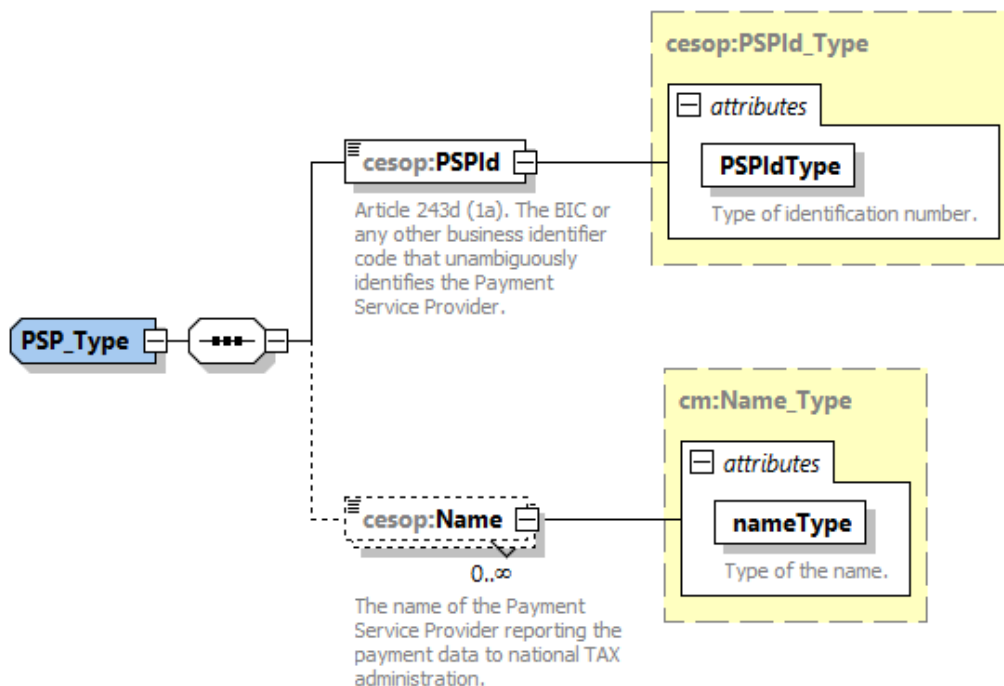 cesop:PSPId_Type
attributes
cesop:PSPId
PSPIdType
Type of identification number.
Article 243d (1a). The BIC or
any other business identifier
code that unambiguously
identifies the Payment
Service Provider.
PSP_Type
cm:Name_Type
attributes
cesop:Name
nameType
0..∞
Type of the name.
The name of the Payment
Service Provider reporting the
payment data to national TAX
administration.